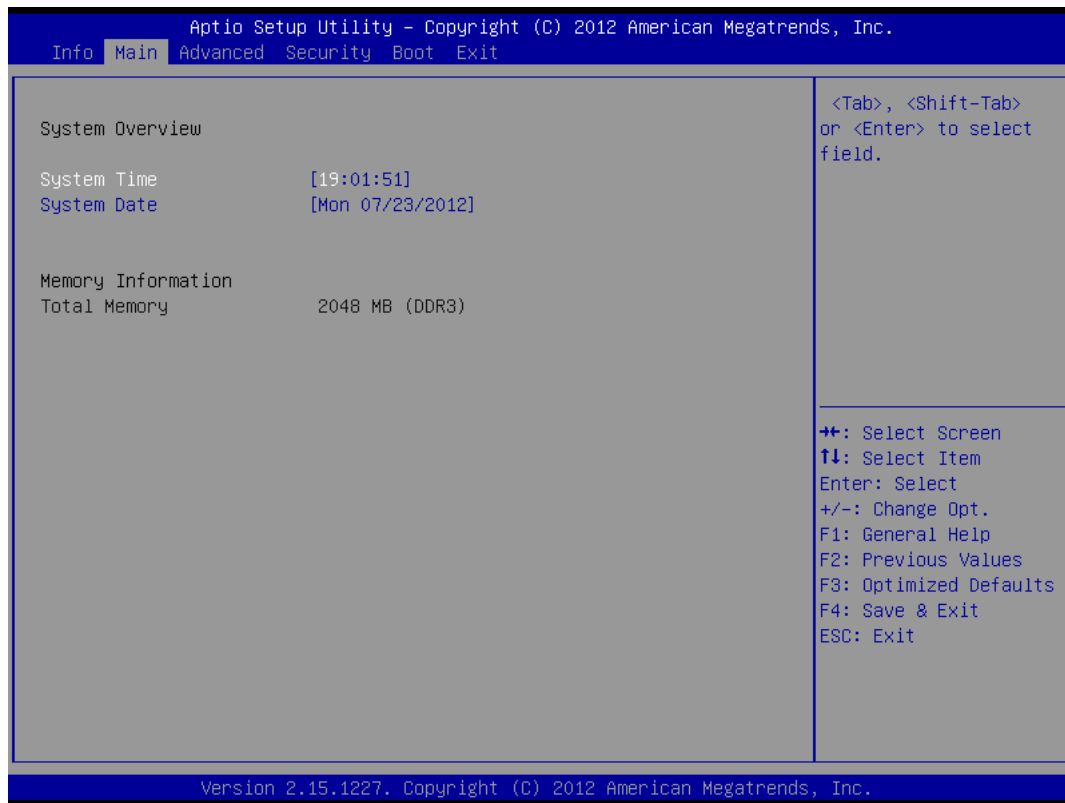 Aptio Setup Utility – Copyright (C) 2012 American Megatrends, Inc.
Info Main Advanced Security Boot Exit
System Overview
System Time [19:01:51]
System Date [Mon 07/23/2012]
Memory Information
Total Memory 2048 MB (DDR3)
<Tab>, <Shift-Tab>
or <Enter> to select
field.
→←: Select Screen
↑↓: Select Item
Enter: Select
+/-: Change Opt.
F1: General Help
F2: Previous Values
F3: Optimized Defaults
F4: Save & Exit
ESC: Exit
Version 2.15.1227. Copyright (C) 2012 American Megatrends, Inc.